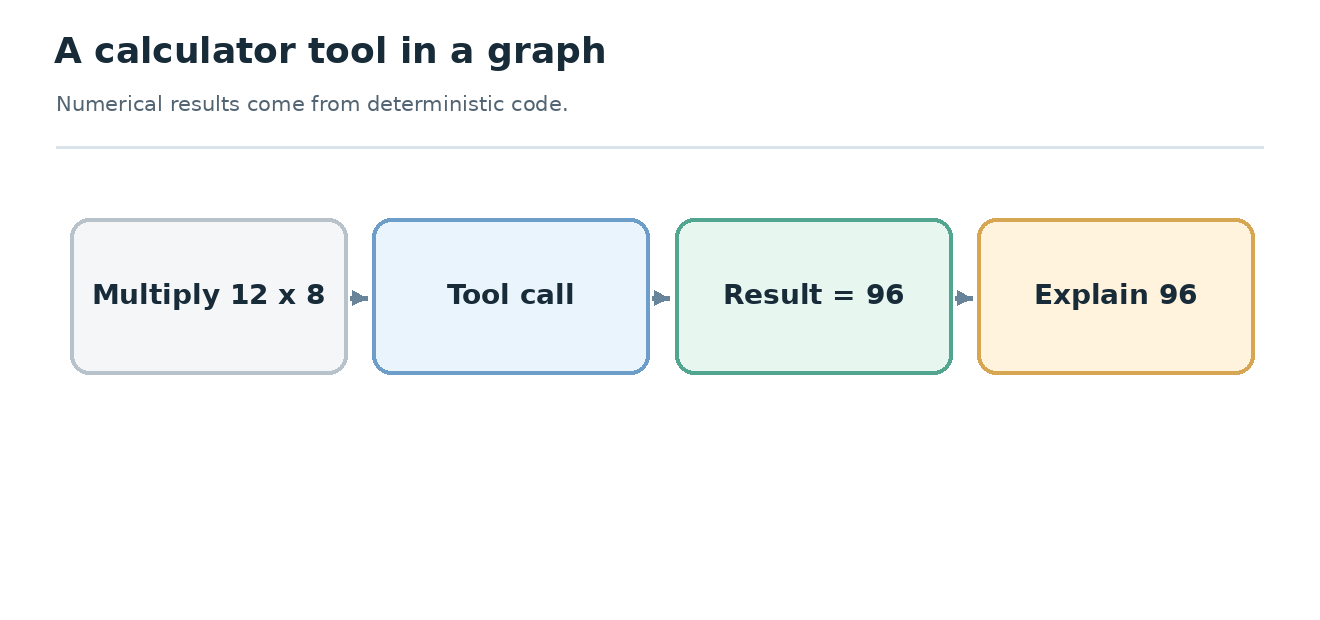 A calculator tool in a graph
Numerical results come from deterministic code.
Multiply 12 x 8
Tool call
Result = 96
Explain 96